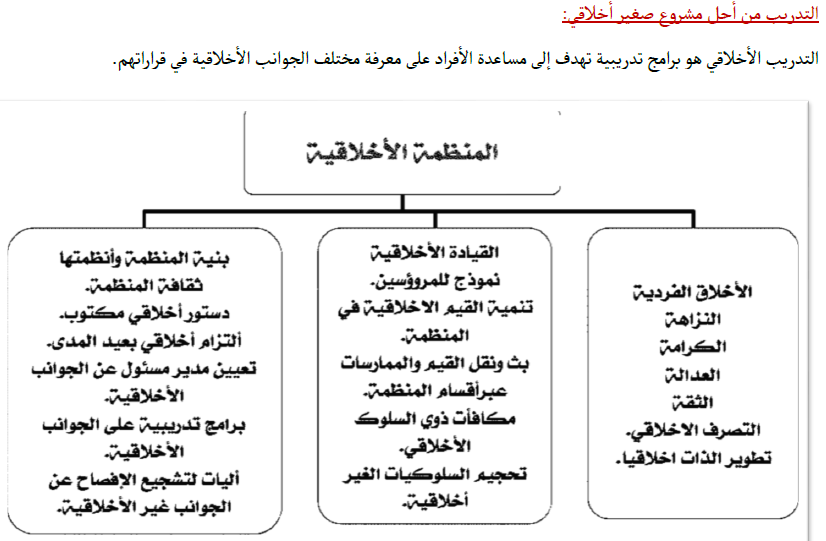 التدريب من أجل مشروع صغير أخلاقي:
التدريب الأخلاقي هو برامج تدريبية تهدف إلى مساعدة الأفراد على معرفة مختلف الجوانب الأخلاقية في قراراتهم.
المنظمة الأخلاقية
الأخلاق الفردية
النزاهة
الكرامة
العدالة
الثقة
التصرف الاخلاقي.
تطوير الذات اخلاقيا.
القيادة الأخلاقية
نموذج للمروؤسين.
تنمية القيم الاخلاقية في
المنظمة.
بث ونقل القيم والممارسات
عبرأقسام المنظمة.
مكافأت ذوي السلوك
الأخلاقي.
تحجيم السلوكيات الغير
أخلاقية.
بنية المنظمة وأنظمتها
ثقافة المنظمة.
دستور أخلاقي مكتوب.
ألتزام أخلاقي بعيد المدى.
تعيين مدير مسئول عن الجوانب
الأخلاقية.
برامج تدريبية على الجوانب
الأخلاقية.
أليات لتشجيع الإفصاح عن
الجوانب غير الأخلاقية.